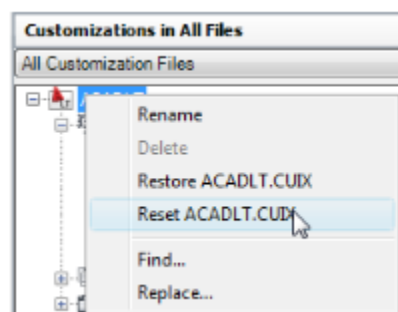 Customizations in All Files
All Customization Files
Rename
Delete
Restore ACADLT.CUIX
Reset ACADLT.CUIX
Find...
Replace...